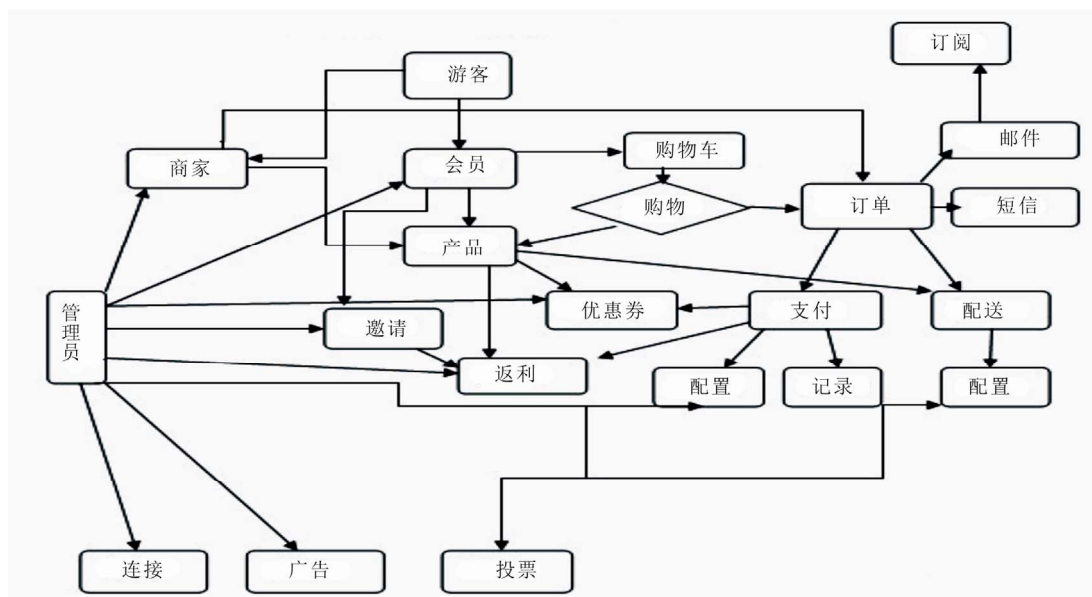 订阅
游客
邮件
购物车
商家
会员
购物
订单
短信
产品
管理员
优惠券
支付
配送
邀请
返利
配置
记录
配置
连接
广告
投票